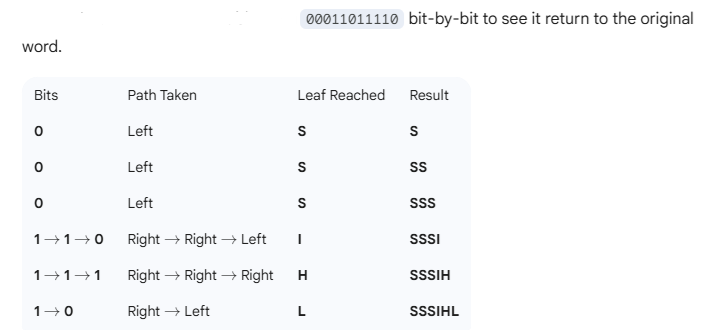 00011011110 bit-by-bit to see it return to the original
word.
Bits Path Taken Leaf Reached Result
0 Left S S
0 Left S SS
0 Left S SSS
1 → 1 → 0 Right → Right → Left I SSSI
1 → 1 → 1 Right → Right → Right H SSSIH
1 → 0 Right → Left L SSSIHL